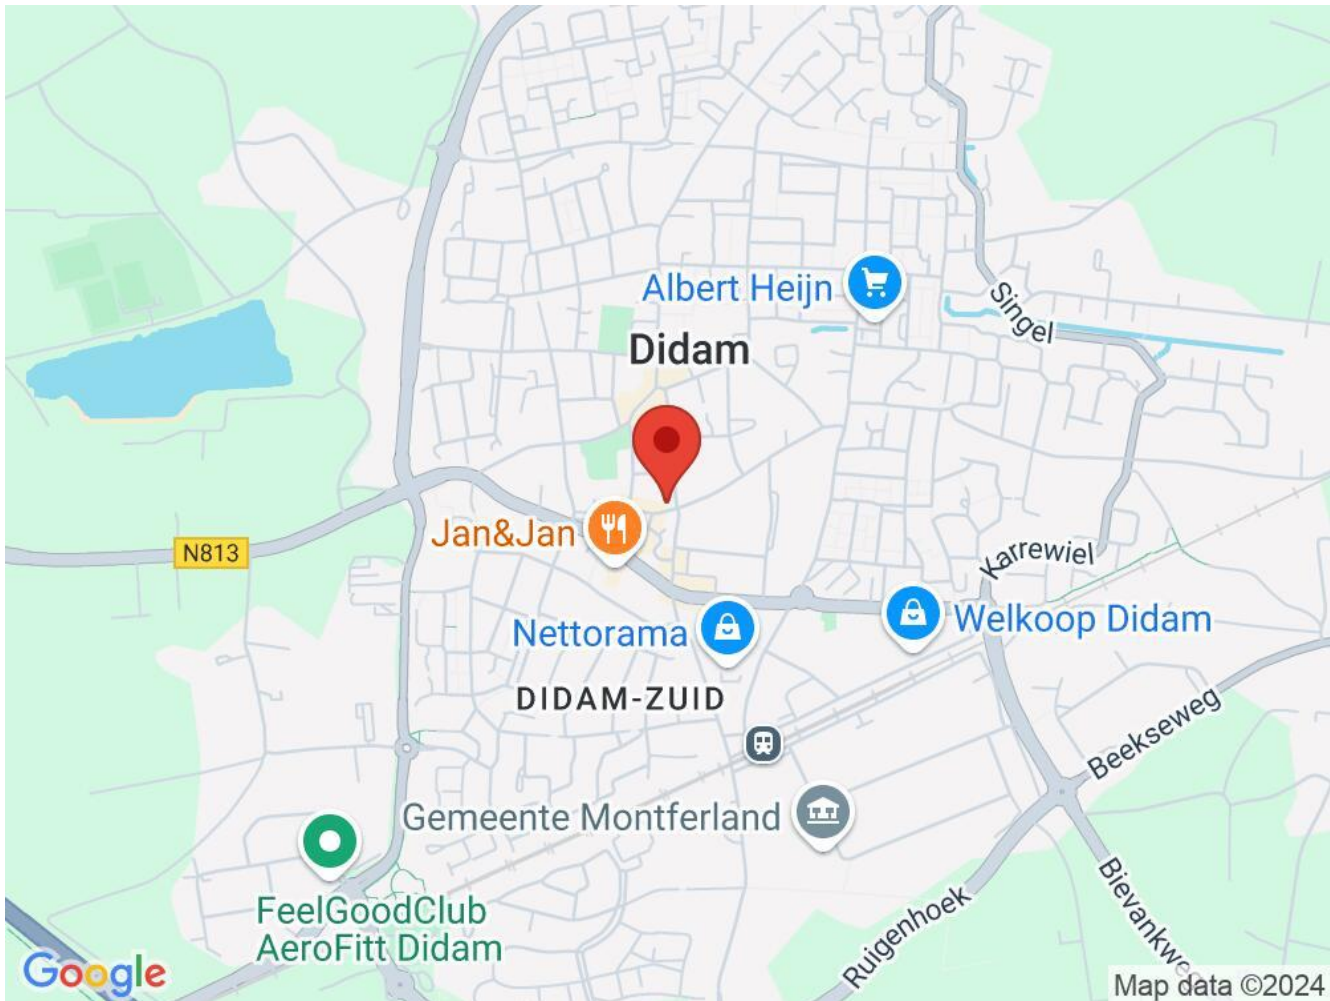 Albert Heijn
Singel
Didam
Jan&Jan
N813
Karrewiel
Nettorama
Welkoop Didam
DIDAM-ZUID
Beekseweg
Gemeente Montferland
FeelGoodClub
AeroFitt Didam
Ruigenhoek
Bievankweg
Google
Map data ©2024